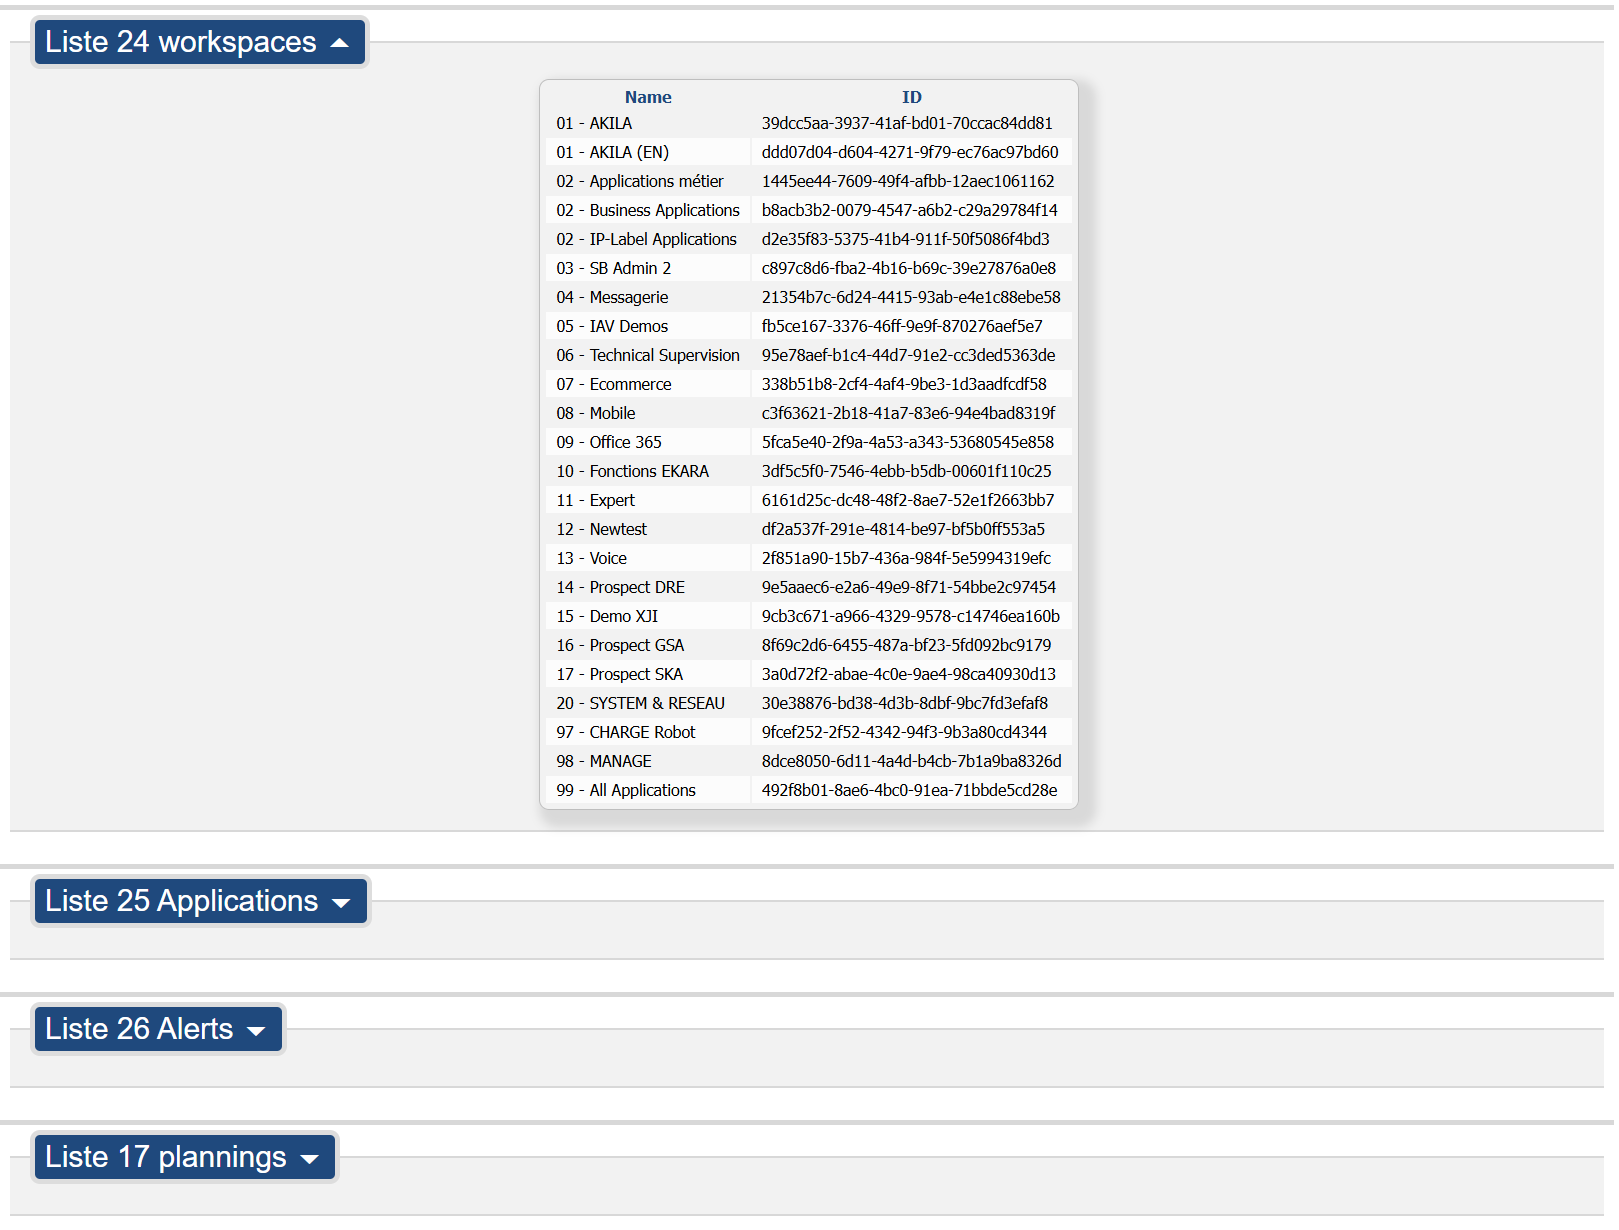 Liste 24 workspaces
Name ID
01 - AKILA 39dcc5aa-3937-41af-bd01-70ccac84dd81
01 - AKILA (EN) ddd07d04-d604-4271-9f79-ec76ac97bd60
02 - Applications métier 1445ee44-7609-49f4-afbb-12aec1061162
02 - Business Applications b8acb3b2-0079-4547-a6b2-c29a29784f14
02 - IP-Label Applications d2e35f83-5375-41b4-911f-50f5086f4bd3
03 - SB Admin 2 c897c8d6-fba2-4b16-b69c-39e27876a0e8
04 - Messagerie 21354b7c-6d24-4415-93ab-e4e1c88ebe58
05 - IAV Demos fb5ce167-3376-46ff-9e9f-870276aef5e7
06 - Technical Supervision 95e78aef-b1c4-44d7-91e2-cc3ded5363de
07 - Ecommerce 338b51b8-2cf4-4af4-9be3-1d3aadfcdf58
08 - Mobile c3f63621-2b18-41a7-83e6-94e4bad8319f
09 - Office 365 5fca5e40-2f9a-4a53-a343-53680545e858
10 - Fonctions EKARA 3df5c5f0-7546-4ebb-b5db-00601f110c25
11 - Expert 6161d25c-dc48-48f2-8ae7-52e1f2663bb7
12 - Newtest df2a537f-291e-4814-be97-bf5b0ff553a5
13 - Voice 2f851a90-15b7-436a-984f-5e5994319efc
14 - Prospect DRE 9e5aaec6-e2a6-49e9-8f71-54bbe2c97454
15 - Demo XJI 9cb3c671-a966-4329-9578-c14746ea160b
16 - Prospect GSA 8f69c2d6-6455-487a-bf23-5fd092bc9179
17 - Prospect SKA 3a0d72f2-abae-4c0e-9ae4-98ca40930d13
20 - SYSTEM & RESEAU 30e38876-bd38-4d3b-8dbf-9bc7fd3efaf8
97 - CHARGE Robot 9fcef252-2f52-4342-94f3-9b3a80cd4344
98 - MANAGE 8dce8050-6d11-4a4d-b4cb-7b1a9ba8326d
99 - All Applications 492f8b01-8ae6-4bc0-91ea-71bbde5cd28e
Liste 25 Applications
Liste 26 Alerts
Liste 17 plannings